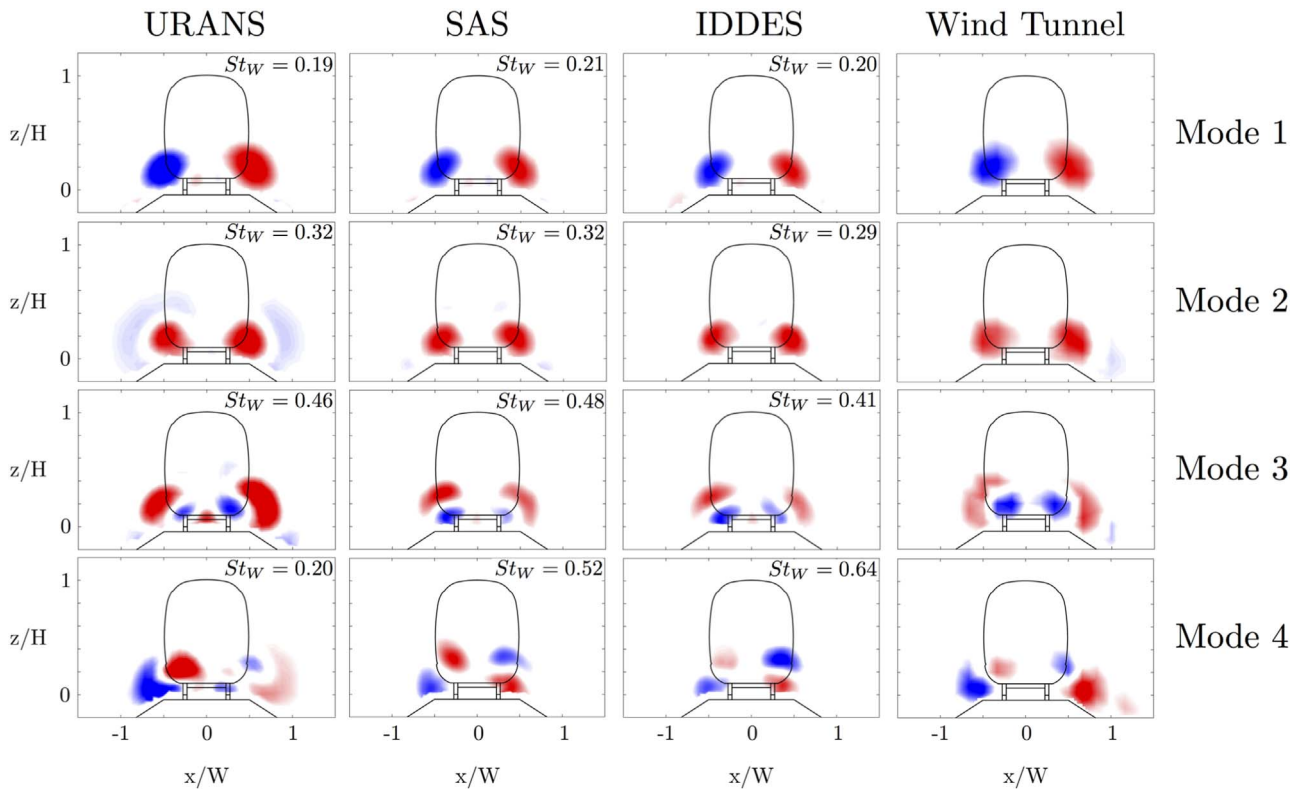 URANS SAS IDDES Wind Tunnel
St_W = 0.19 St_W = 0.21 St_W = 0.20
1
z/H
0
Mode 1
St_W = 0.32 St_W = 0.32 St_W = 0.29
1
z/H
0
Mode 2
St_W = 0.46 St_W = 0.48 St_W = 0.41
1
z/H
0
Mode 3
St_W = 0.20 St_W = 0.52 St_W = 0.64
1
z/H
0
Mode 4
-1 0 1 -1 0 1 -1 0 1 -1 0 1
x/W x/W x/W x/W